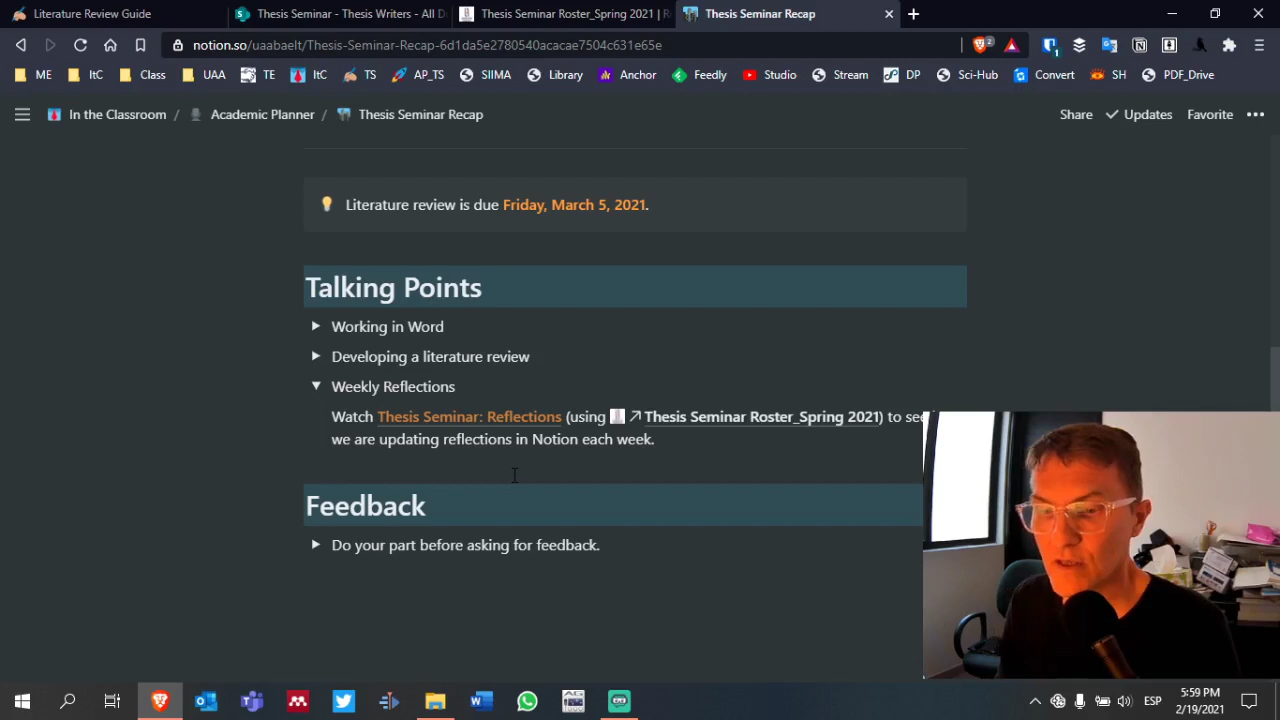 Literature Review Guide
Thesis Seminar - Thesis Writers - All D
Thesis Seminar Roster_Spring 2021 | R
Thesis Seminar Recap
notion.so/uaabaelt/Thesis-Seminar-Recap-6d1da5e2780540acacae7504c631e65e
2
1
ME
ItC
Class
UAA
TE
ItC
TS
AP_TS
SIIMA
Library
Anchor
Feedly
Studio
Stream
DP
Sci-Hub
Convert
SH
PDF_Drive
In the Classroom / Academic Planner / Thesis Seminar Recap
Share
Updates
Favorite
Literature review is due Friday, March 5, 2021.
Talking Points
Working in Word
Developing a literature review
Weekly Reflections
Watch Thesis Seminar: Reflections (using Thesis Seminar Roster_Spring 2021) to see
we are updating reflections in Notion each week.
Feedback
Do your part before asking for feedback.
ESP
5:59 PM
2/19/2021